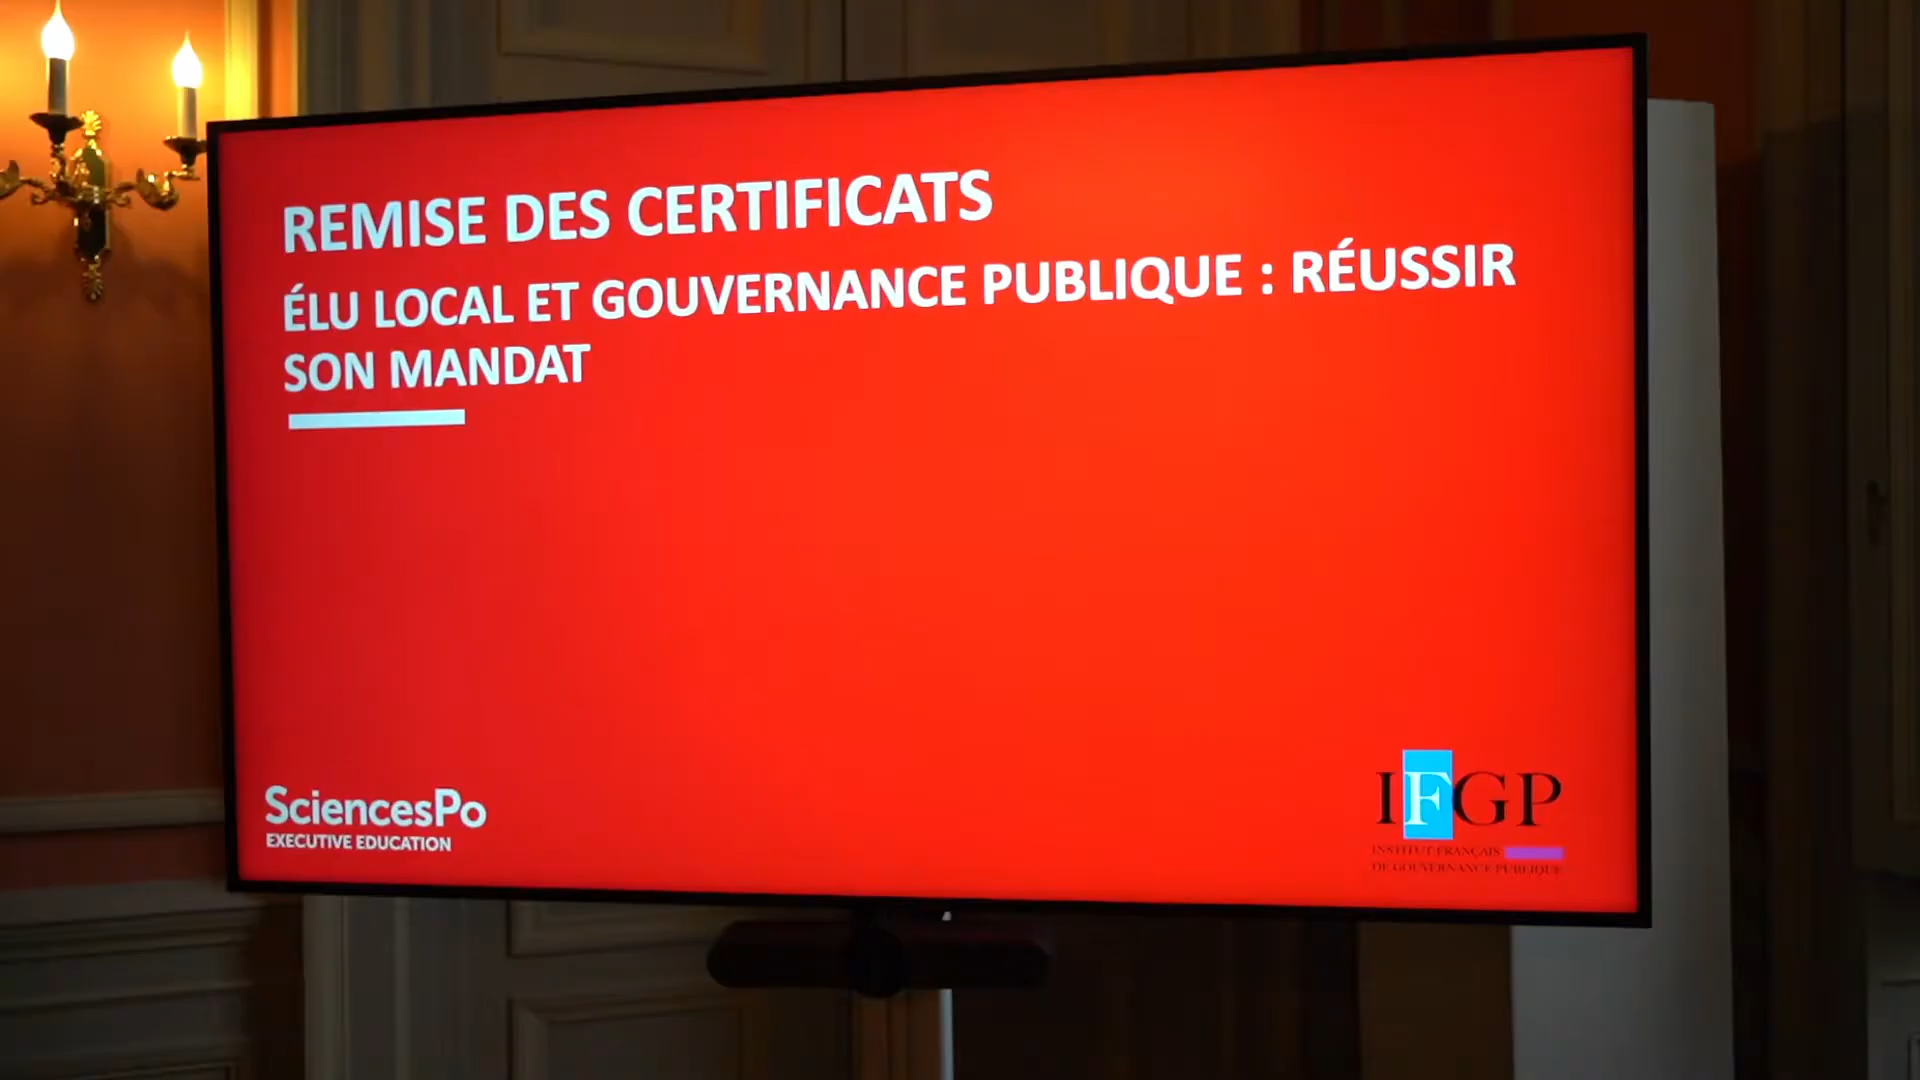 REMISE DES CERTIFICATS
ÉLU LOCAL ET GOUVERNANCE PUBLIQUE : RÉUSSIR
SON MANDAT
SciencesPo
EXECUTIVE EDUCATION
IFGP
INSTITUT FRANÇAIS
DE GOUVERNANCE PUBLIQUE